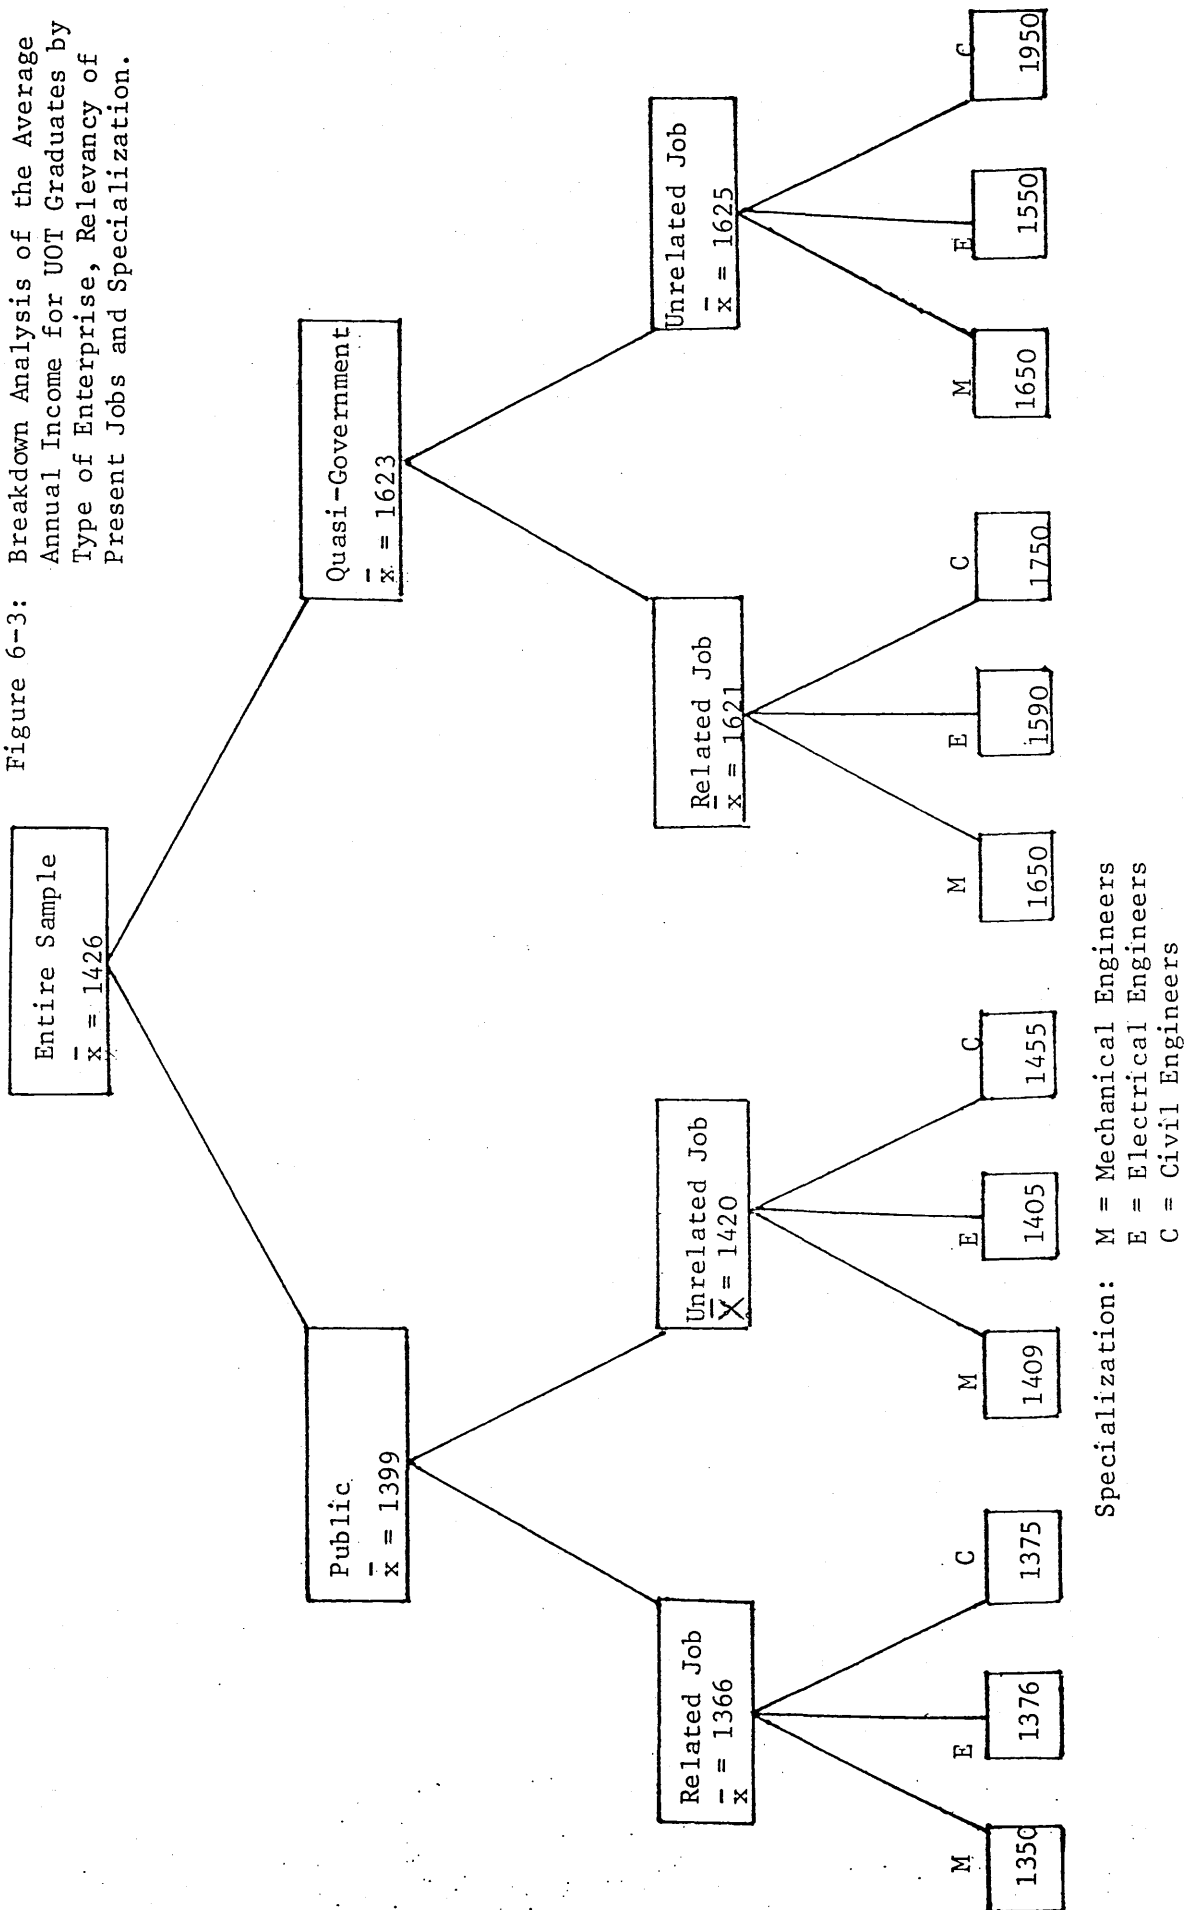 Figure 6-3: Breakdown Analysis of the Average
Annual Income for UOT Graduates by
Type of Enterprise, Relevancy of
Present Jobs and Specialization.
Entire Sample
x̄ = 1426
Public
x̄ = 1399
Quasi-Government
x̄ = 1623
Related Job
x̄ = 1366
Unrelated Job
X̄ = 1420
Related Job
x̄ = 1621
Unrelated Job
x̄ = 1625
M
1350
E
1376
C
1375
M
1409
E
1405
C
1455
M
1650
E
1590
C
1750
M
1650
E
1550
C
1950
Specialization: M = Mechanical Engineers
E = Electrical Engineers
C = Civil Engineers